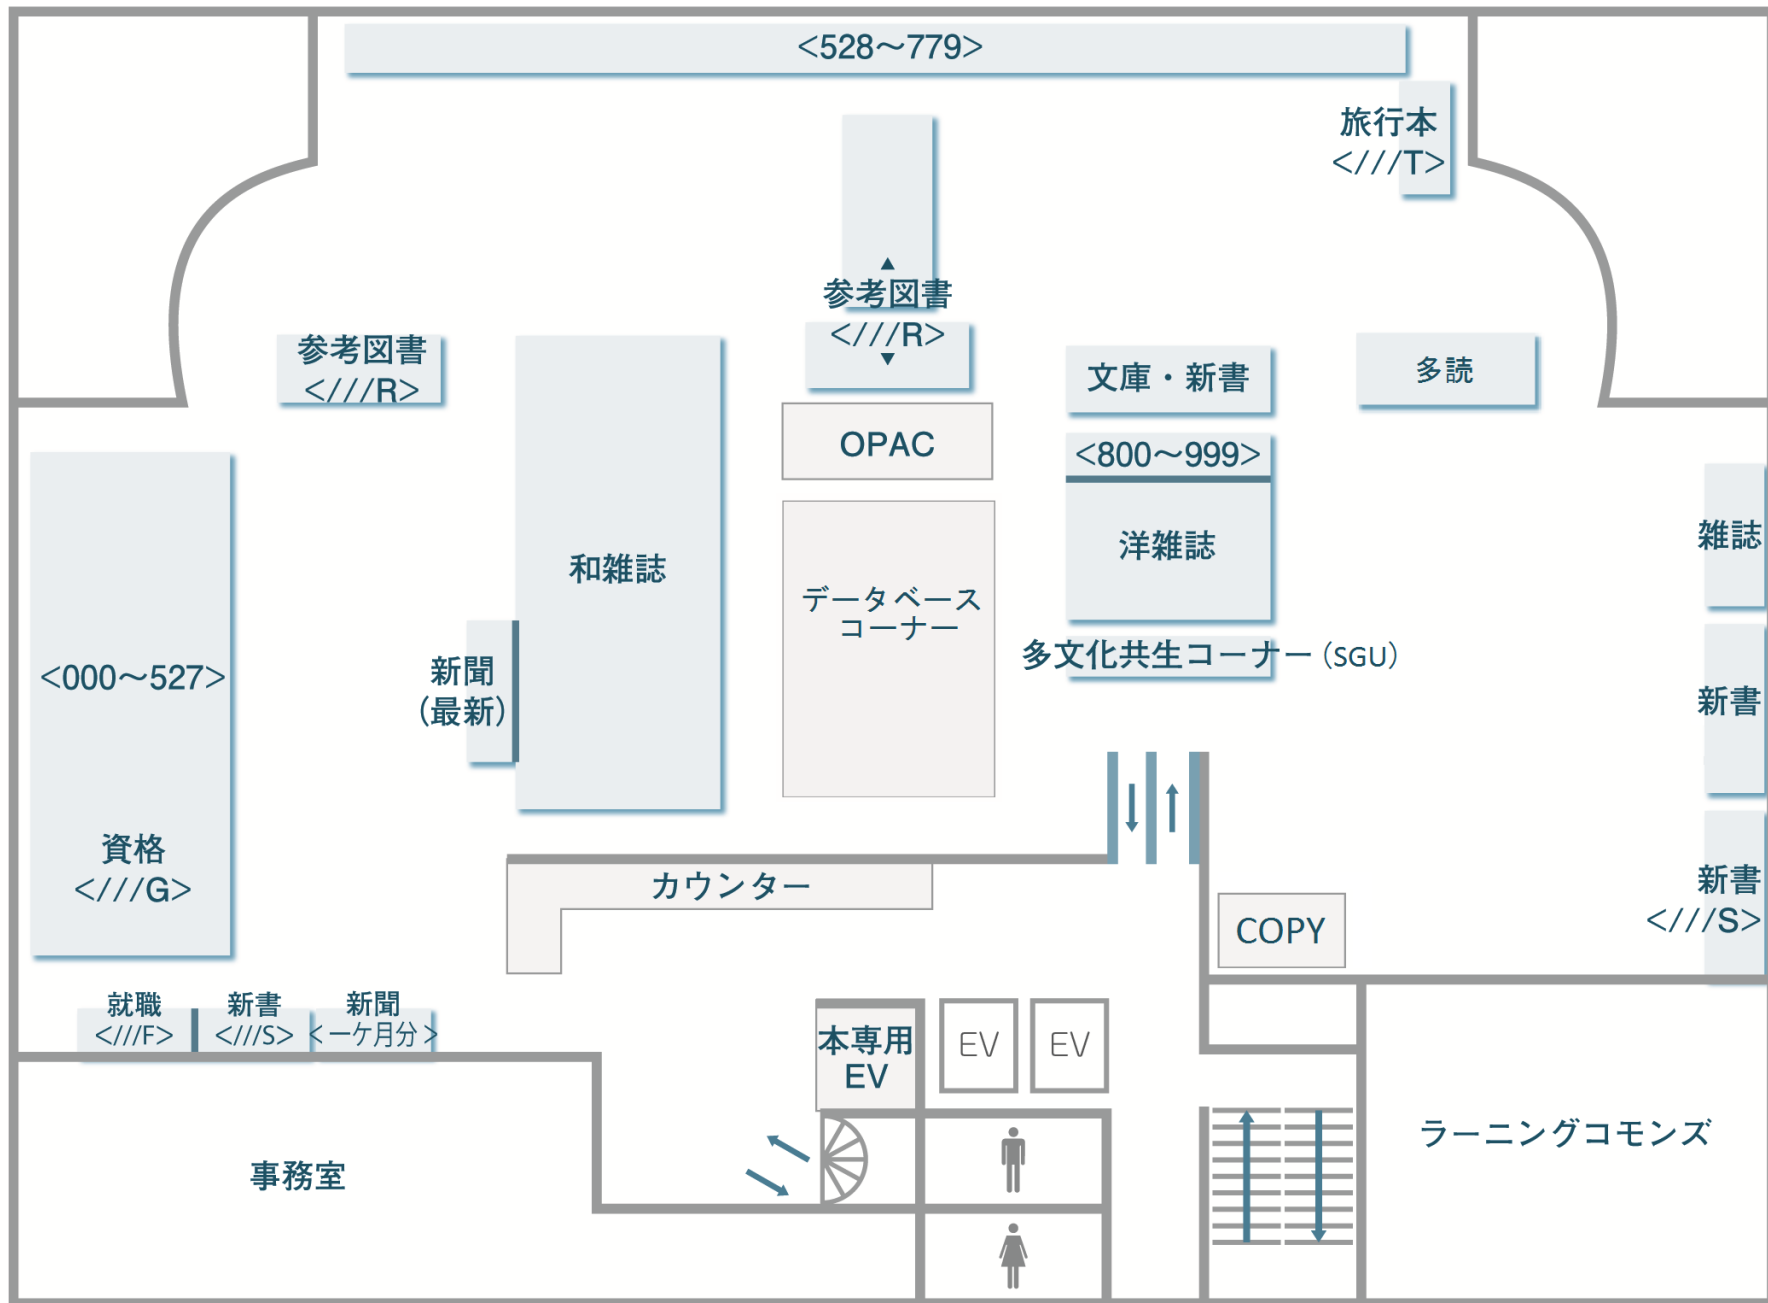 <528～779>
旅行本
<///T>
参考図書
<///R>
参考図書
<///R>
文庫・新書
多読
OPAC
<800～999>
洋雑誌
雑誌
和雑誌
データベース
コーナー
多文化共生コーナー（SGU）
新聞
(最新)
<000～527>
新書
資格
<///G>
カウンター
新書
<///S>
COPY
就職
<///F>
新書
<///S>
新聞
<一ケ月分>
本専用
EV
EV
EV
ラーニングコモンズ
事務室